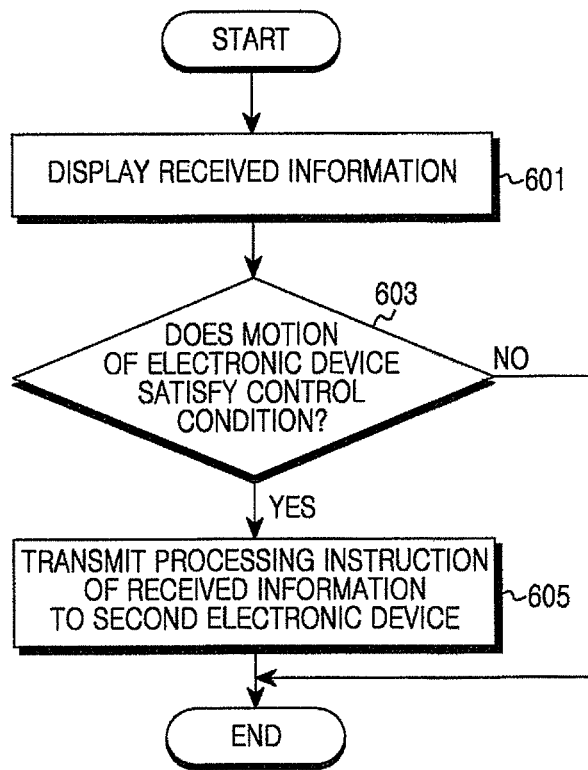 START
DISPLAY RECEIVED INFORMATION
601
603
DOES MOTION
OF ELECTRONIC DEVICE
SATISFY CONTROL
CONDITION?
NO
YES
TRANSMIT PROCESSING INSTRUCTION
OF RECEIVED INFORMATION
TO SECOND ELECTRONIC DEVICE
605
END